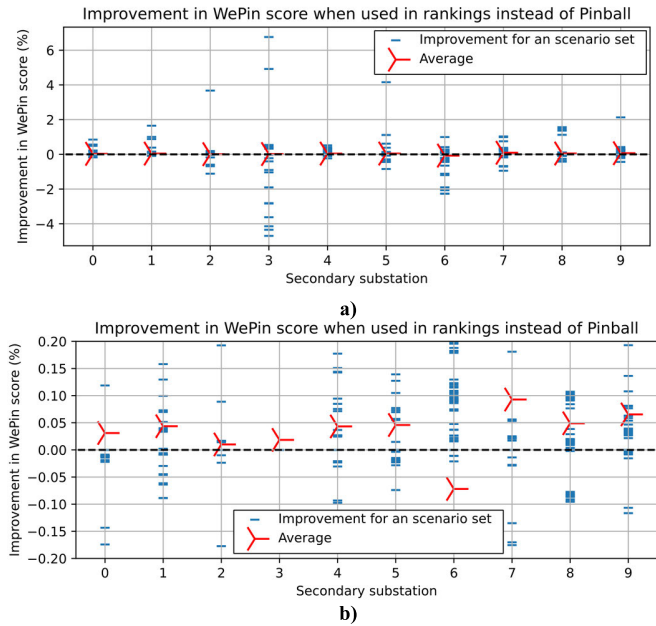 Improvement in WePin score when used in rankings instead of Pinball
Improvement in WePin score (%)
6
4
2
0
−2
−4
Improvement for an scenario set
Average
0 1 2 3 4 5 6 7 8 9
Secondary substation
a)
Improvement in WePin score when used in rankings instead of Pinball
Improvement in WePin score (%)
0.20
0.15
0.10
0.05
0.00
−0.05
−0.10
−0.15
−0.20
Improvement for an scenario set
Average
0 1 2 3 4 5 6 7 8 9
Secondary substation
b)